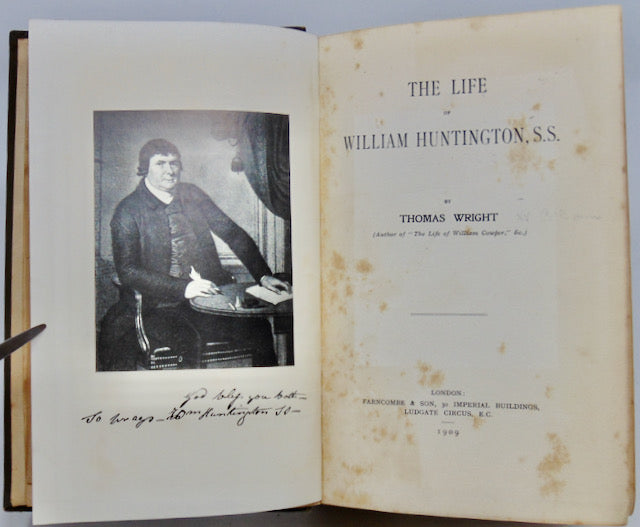 God bless you both—
So prays— Wm Huntington SS—
THE LIFE
OF
WILLIAM HUNTINGTON, S.S.
BY
THOMAS WRIGHT
(Author of "The Life of William Cowper," &c.)
LONDON:
FARNCOMBE & SON, 30 IMPERIAL BUILDINGS,
LUDGATE CIRCUS, E.C.
1909